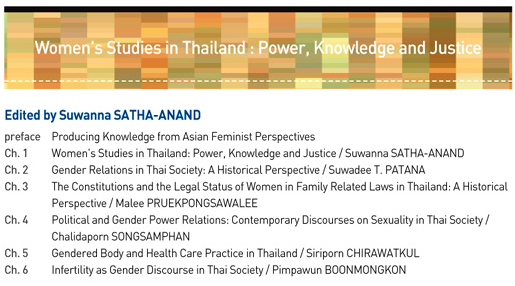 Women's Studies in Thailand : Power, Knowledge and Justice
Edited by Suwanna SATHA-ANAND
preface Producing Knowledge from Asian Feminist Perspectives
Ch. 1 Women's Studies in Thailand: Power, Knowledge and Justice / Suwanna SATHA-ANAND
Ch. 2 Gender Relations in Thai Society: A Historical Perspective / Suwadee T. PATANA
Ch. 3 The Constitutions and the Legal Status of Women in Family Related Laws in Thailand: A Historical
Perspective / Malee PRUEKPONGSAWALEE
Ch. 4 Political and Gender Power Relations: Contemporary Discourses on Sexuality in Thai Society /
Chalidaporn SONGSAMPHAN
Ch. 5 Gendered Body and Health Care Practice in Thailand / Siriporn CHIRAWATKUL
Ch. 6 Infertility as Gender Discourse in Thai Society / Pimpawun BOONMONGKON